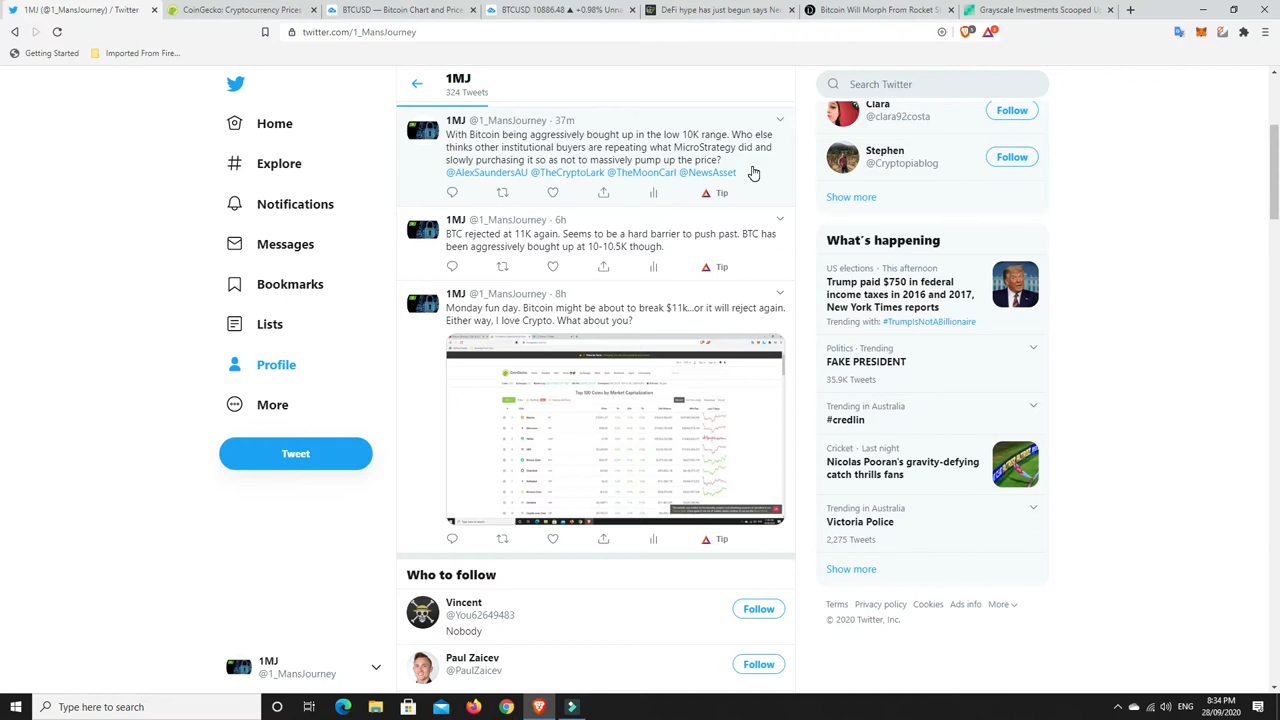 1MJ (@1_MansJourney) / Twitter
CoinGecko: Cryptocurrency Prices
BTCUSD — Bitcoin Chart and Price
BTCUSD 10886.48 ▲ +0.98% Unna
DeFi hype has just begun says Ne
Bitcoin Will Morph From Rocket S
Grayscale Investments Scooped U
twitter.com/1_MansJourney
Getting Started
Imported From Fire...
Home
Explore
Notifications
Messages
Bookmarks
Lists
Profile
More
Tweet
1MJ
@1_MansJourney
1MJ
324 Tweets
1MJ @1_MansJourney · 37m
With Bitcoin being aggressively bought up in the low 10K range. Who else
thinks other institutional buyers are repeating what MicroStrategy did and
slowly purchasing it so as not to massively pump up the price?
@AlexSaundersAU @TheCryptoLark @TheMoonCarl @NewsAsset
Tip
1MJ @1_MansJourney · 6h
BTC rejected at 11K again. Seems to be a hard barrier to push past. BTC has
been aggressively bought up at 10-10.5K though.
Tip
1MJ @1_MansJourney · 8h
Monday fun day. Bitcoin might be about to break $11k...or it will reject again.
Either way, I love Crypto. What about you?
Top 100 Coins by Market Capitalization
Tip
Who to follow
Vincent
@You62649483
Follow
Nobody
Paul Zaicev
@PaulZaicev
Follow
Search Twitter
Clara
@clara92costa
Follow
Stephen
@Cryptopiablog
Follow
Show more
What's happening
US elections · This afternoon
Trump paid $750 in federal
income taxes in 2016 and 2017,
New York Times reports
Trending with: #TrumpIsNotABillionaire
Politics · Trending
FAKE PRESIDENT
35.9K Tweets
Trending in Australia
#credlin
Cricket · Last night
Nicolas Pooran's gravity-defying
catch thrills fans
Trending in Australia
Victoria Police
2,275 Tweets
Show more
Terms Privacy policy Cookies Ads info More
© 2020 Twitter, Inc.
Type here to search
ENG
8:34 PM
28/09/2020